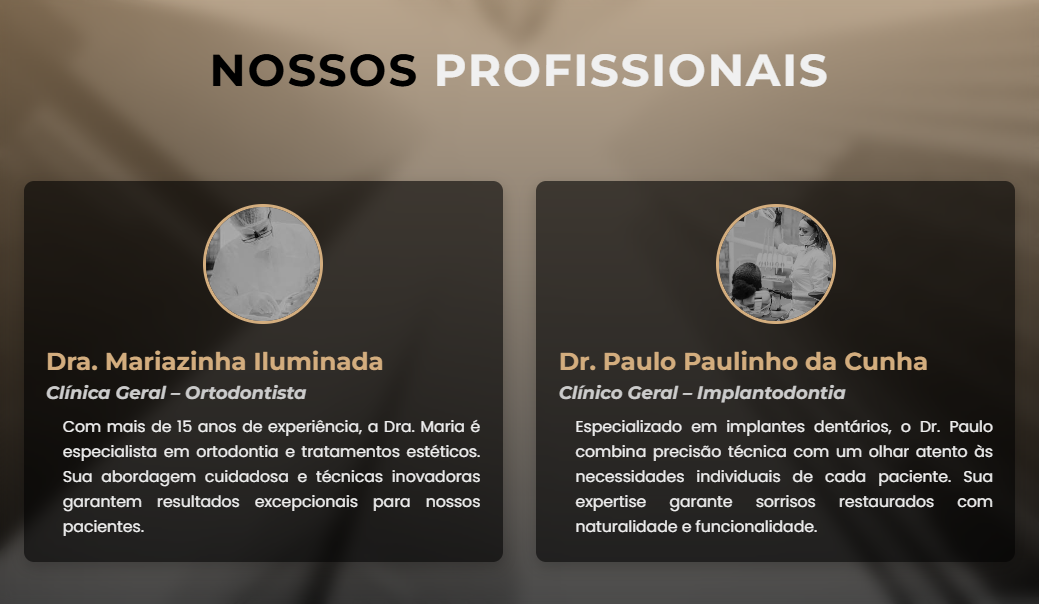 NOSSOS PROFISSIONAIS
Dra. Mariazinha Iluminada
Clínica Geral – Ortodontista
Com mais de 15 anos de experiência, a Dra. Maria é
especialista em ortodontia e tratamentos estéticos.
Sua abordagem cuidadosa e técnicas inovadoras
garantem resultados excepcionais para nossos
pacientes.
Dr. Paulo Paulinho da Cunha
Clínico Geral – Implantodontia
Especializado em implantes dentários, o Dr. Paulo
combina precisão técnica com um olhar atento às
necessidades individuais de cada paciente. Sua
expertise garante sorrisos restaurados com
naturalidade e funcionalidade.